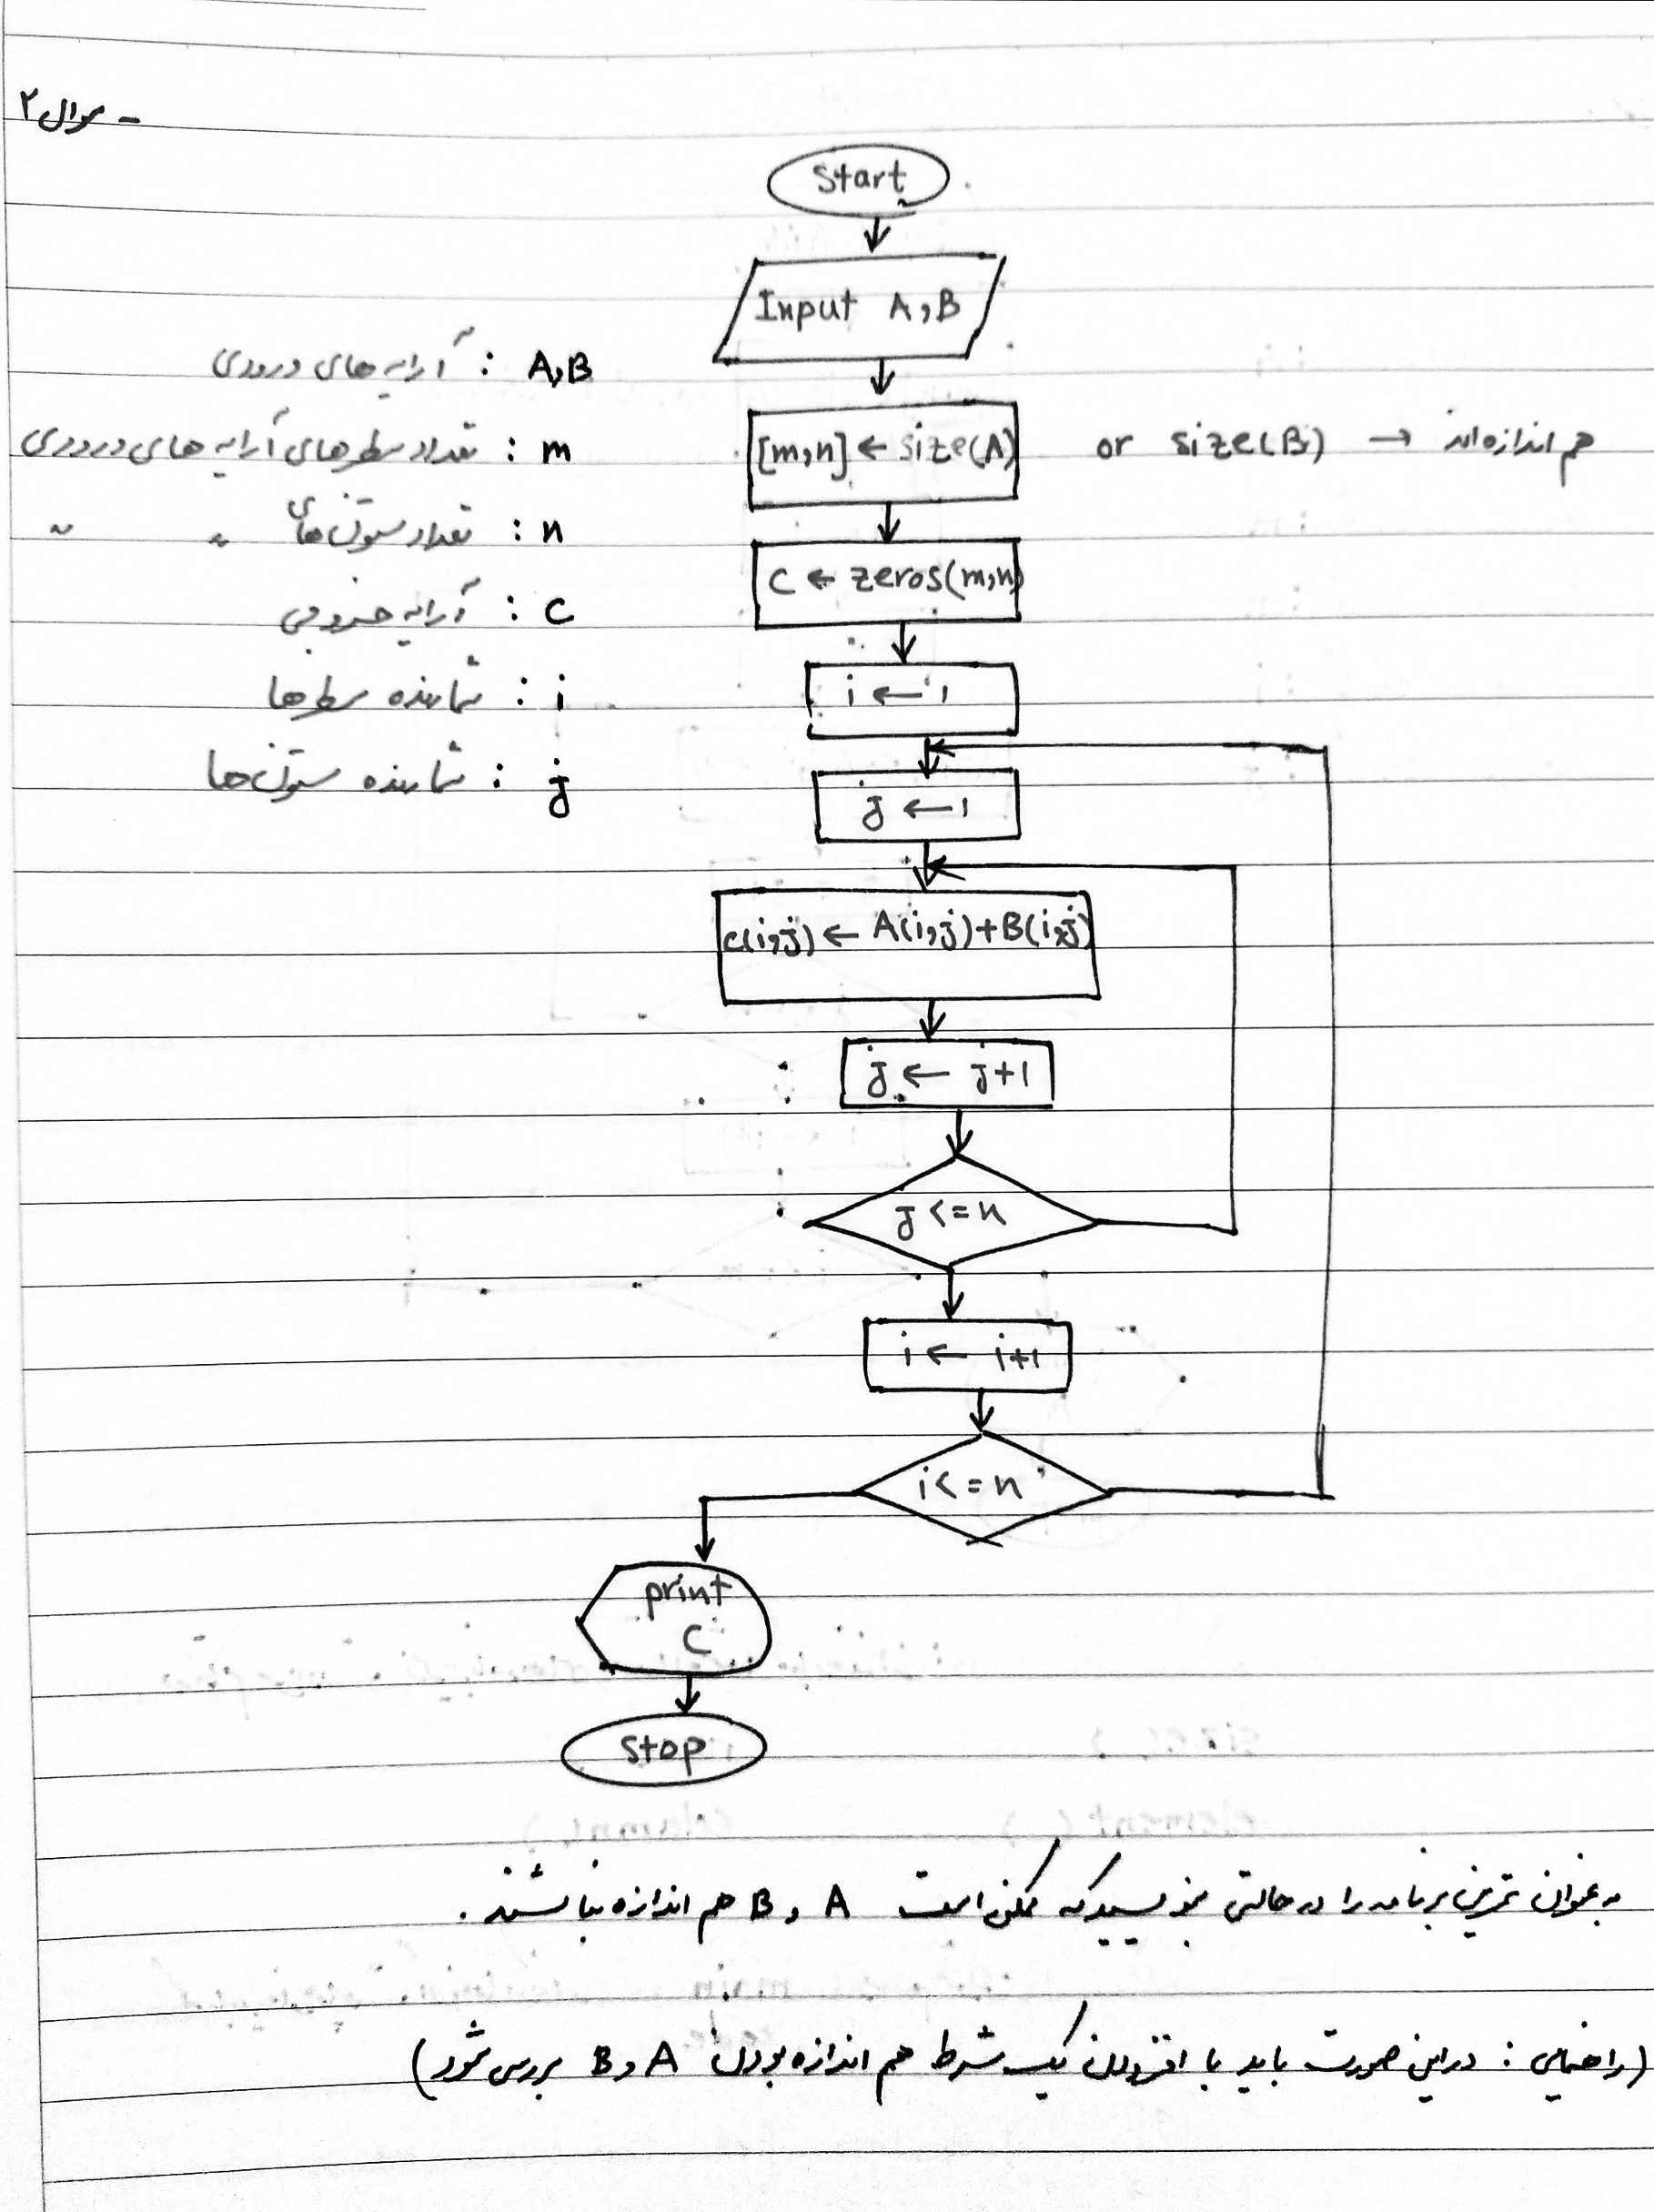 - سوال ۲
Start
Input A,B
A,B : آرایه‌های ورودی
[m,n] ← size(A) or size(B) → هم اندازه‌اند
m : تعداد سطرهای آرایه های ورودی
n : تعداد ستون‌های " "
C ← zeros(m,n)
C : آرایه خروجی
i ← 1
i : شمارنده سطرها
j ← 1
j : شمارنده ستون‌ها
C(i,j) ← A(i,j)+B(i,j)
j ← j+1
j <= n
i ← i+1
i <= n
print
C
stop
به عنوان تمرین برنامه را در حالتی بنویسید که ممکن است A و B هم اندازه نباشند.
(راهنمایی : در این صورت باید با افزودن یک شرط هم اندازه بودن A و B بررسی شود)